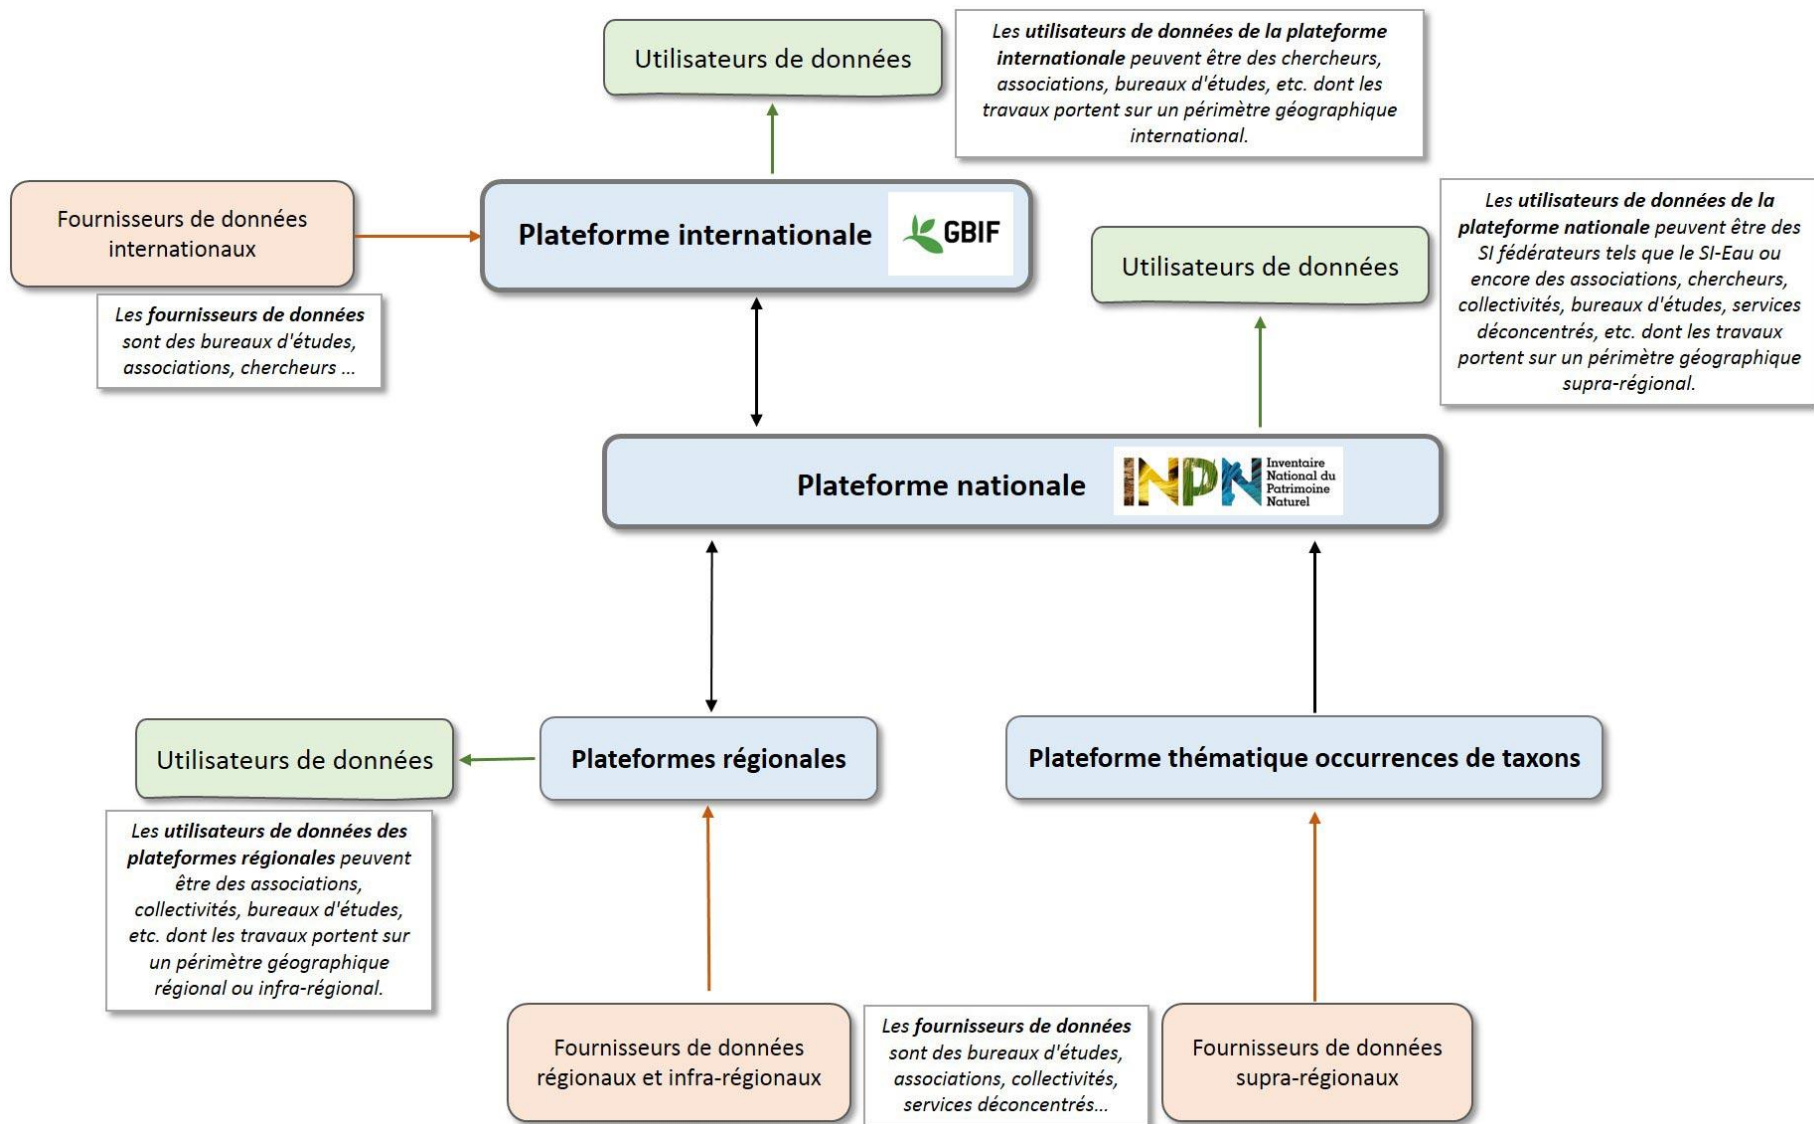 Utilisateurs de données
Les utilisateurs de données de la plateforme
internationale peuvent être des chercheurs,
associations, bureaux d'études, etc. dont les
travaux portent sur un périmètre géographique
international.
Fournisseurs de données
internationaux
Plateforme internationale
GBIF
Les fournisseurs de données
sont des bureaux d'études,
associations, chercheurs ...
Utilisateurs de données
Les utilisateurs de données de la
plateforme nationale peuvent être des
SI fédérateurs tels que le SI-Eau ou
encore des associations, chercheurs,
collectivités, bureaux d'études, services
déconcentrés, etc. dont les travaux
portent sur un périmètre géographique
supra-régional.
Plateforme nationale
INPN
Inventaire
National du
Patrimoine
Naturel
Utilisateurs de données
Plateformes régionales
Plateforme thématique occurrences de taxons
Les utilisateurs de données des
plateformes régionales peuvent
être des associations,
collectivités, bureaux d'études,
etc. dont les travaux portent sur
un périmètre géographique
régional ou infra-régional.
Fournisseurs de données
régionaux et infra-régionaux
Les fournisseurs de données
sont des bureaux d'études,
associations, collectivités,
services déconcentrés...
Fournisseurs de données
supra-régionaux